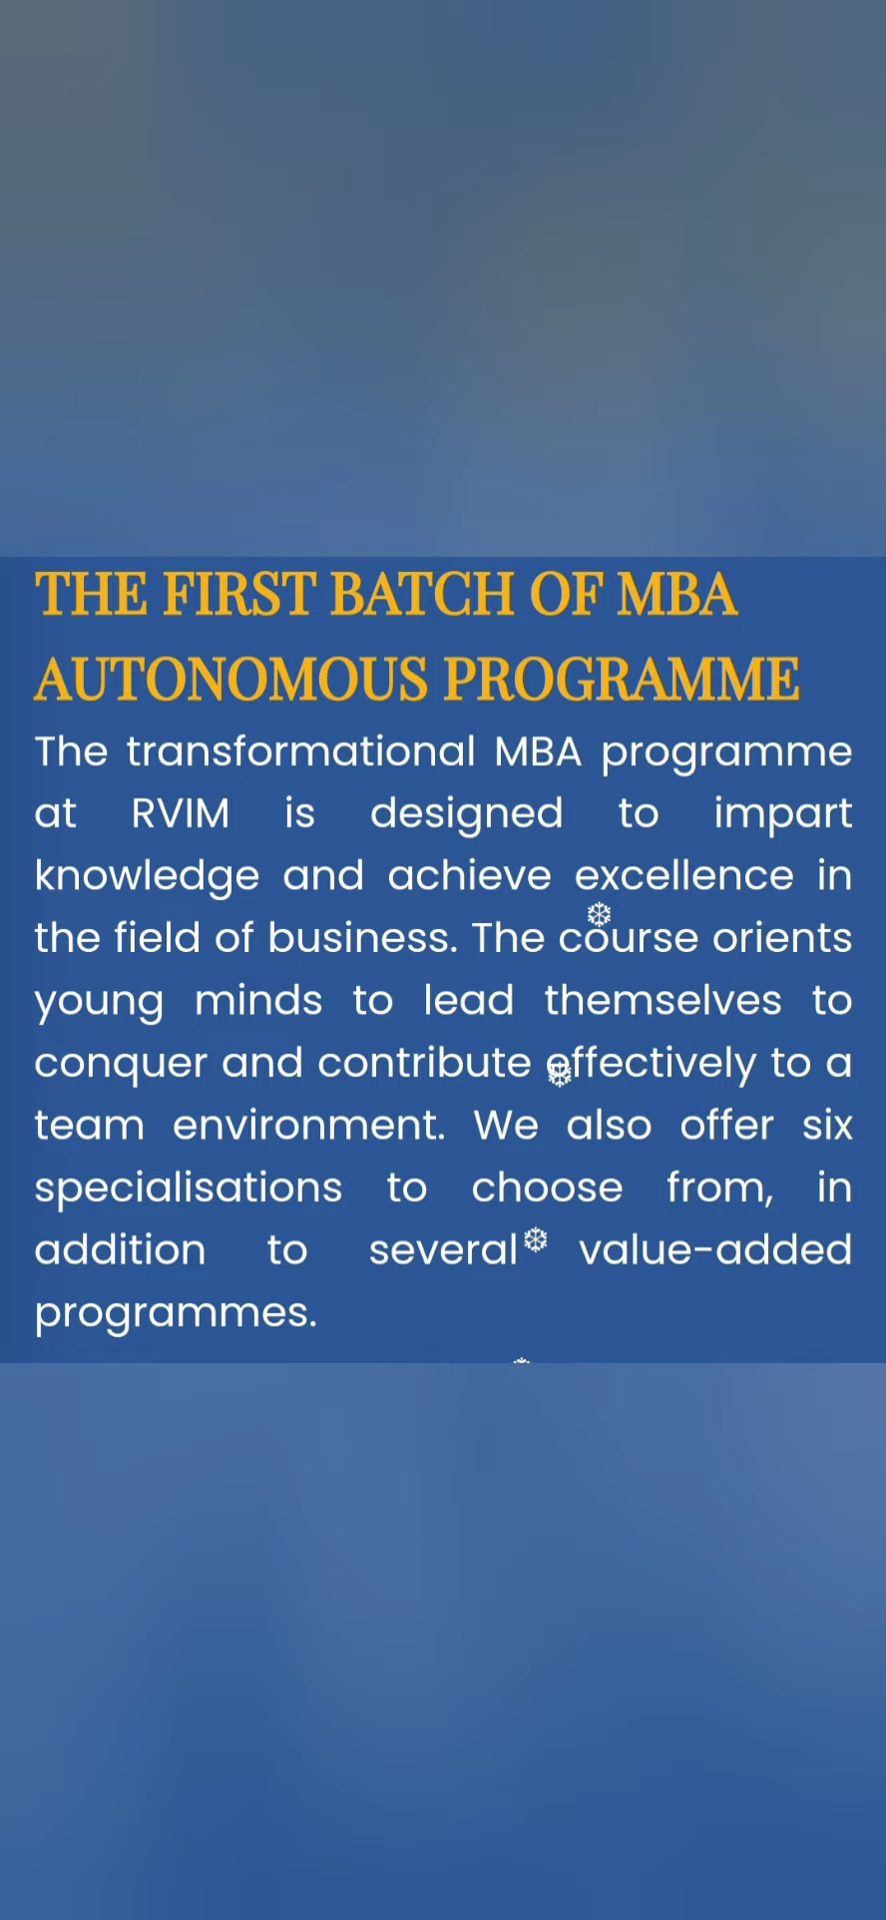 THE FIRST BATCH OF MBA
AUTONOMOUS PROGRAMME
The transformational MBA programme
at RVIM is designed to impart
knowledge and achieve excellence in
the field of business. The course orients
young minds to lead themselves to
conquer and contribute effectively to a
team environment. We also offer six
specialisations to choose from, in
addition to several value-added
programmes.